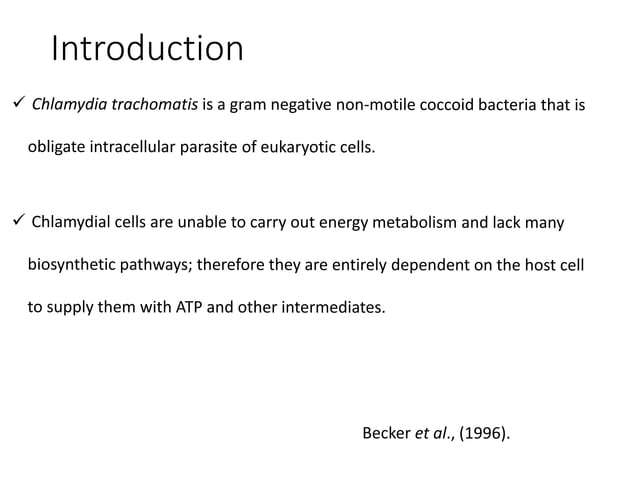 Introduction
✓ Chlamydia trachomatis is a gram negative non-motile coccoid bacteria that is
obligate intracellular parasite of eukaryotic cells.
✓ Chlamydial cells are unable to carry out energy metabolism and lack many
biosynthetic pathways; therefore they are entirely dependent on the host cell
to supply them with ATP and other intermediates.
Becker et al., (1996).